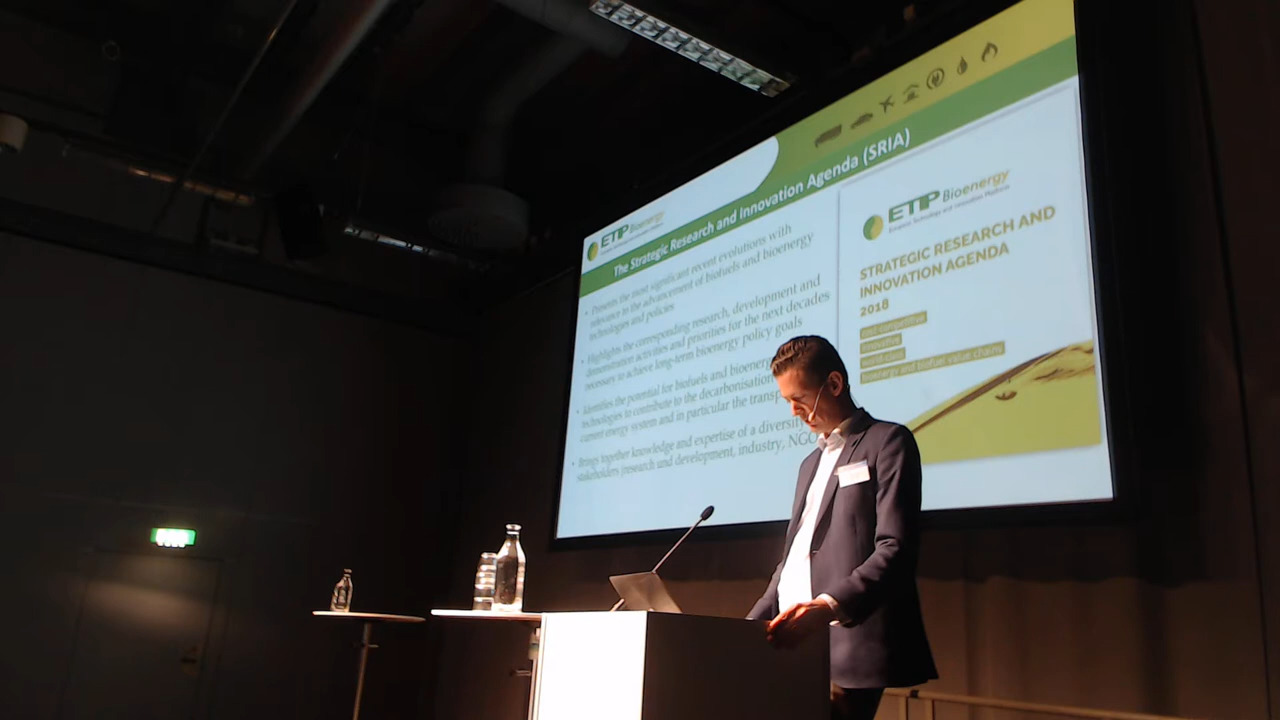 ETIP Bioenergy
The Strategic Research and Innovation Agenda (SRIA)
• Presents the most significant recent evolutions with
relevance to the advancement of biofuels and bioenergy
technologies and policies
• Highlights the corresponding research, development and
demonstration activities and priorities for the next decades
necessary to achieve long-term bioenergy policy goals
• Identifies the potential for biofuels and bioenergy
technologies to contribute to the decarbonisation
current energy system and in particular the
• Brings together knowledge and expertise of a diversity
stakeholders (research and development, industry,
ETIP Bioenergy
European Technology and Innovation Platform
STRATEGIC RESEARCH AND
INNOVATION AGENDA
2018
cost-competitive
innovative
world-class
bioenergy and biofuel value chains